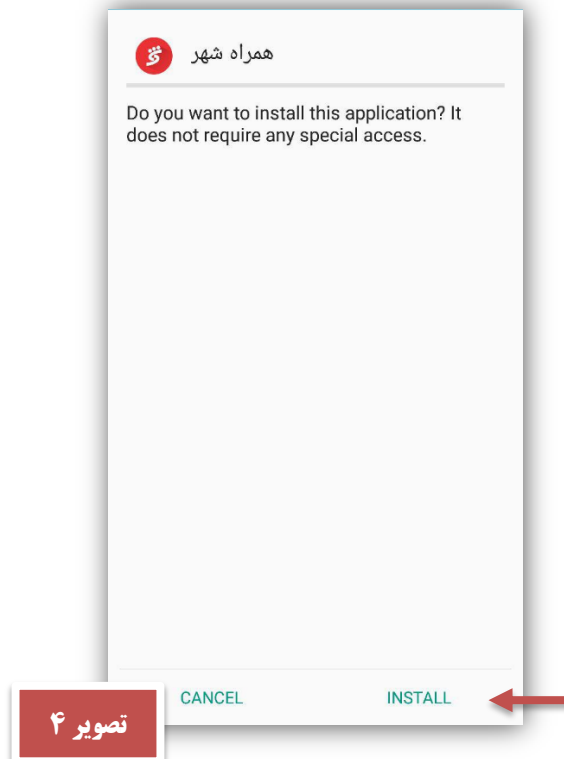 همراه شهر
Do you want to install this application? It
does not require any special access.
CANCEL
INSTALL
تصویر ۴